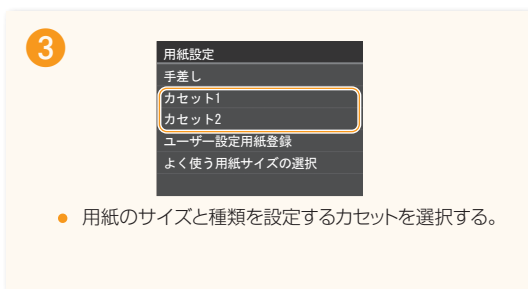 3
用紙設定
手差し
カセット1
カセット2
ユーザー設定用紙登録
よく使う用紙サイズの選択
● 用紙のサイズと種類を設定するカセットを選択する。